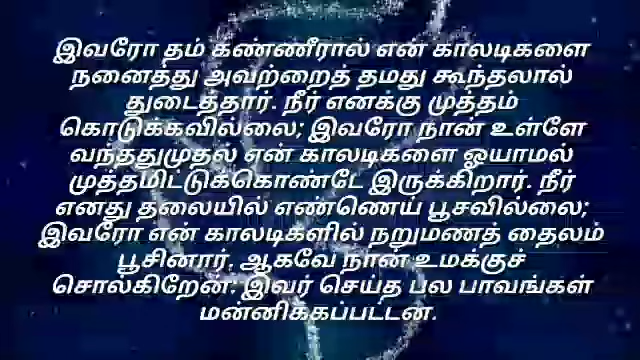 இவரோ தம் கண்ணீரால் என் காலடிகளை
நனைத்து அவற்றைத் தமது கூந்தலால்
துடைத்தார். நீர் எனக்கு முத்தம்
கொடுக்கவில்லை; இவரோ நான் உள்ளே
வந்ததுமுதல் என் காலடிகளை ஓயாமல்
முத்தமிட்டுக்கொண்டே இருக்கிறார். நீர்
எனது தலையில் எண்ணெய் பூசவில்லை;
இவரோ என் காலடிகளில் நறுமணத் தைலம்
பூசினார். ஆகவே நான் உமக்குச்
சொல்கிறேன்: இவர் செய்த பல பாவங்கள்
மன்னிக்கப்பட்டன.